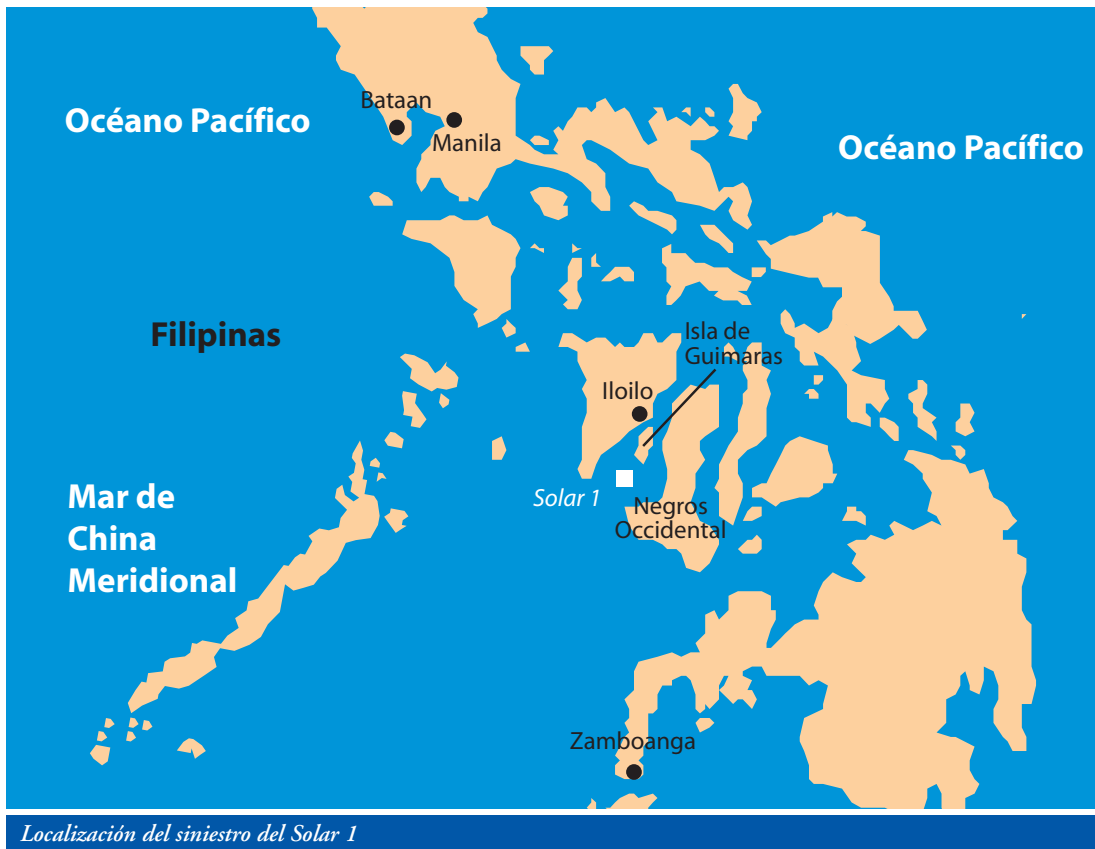 Bataan
Océano Pacífico
Manila
Océano Pacífico
Filipinas
Isla de
Guimaras
Iloilo
Mar de
China
Meridional
Solar 1
Negros
Occidental
Zamboanga
Localización del siniestro del Solar 1